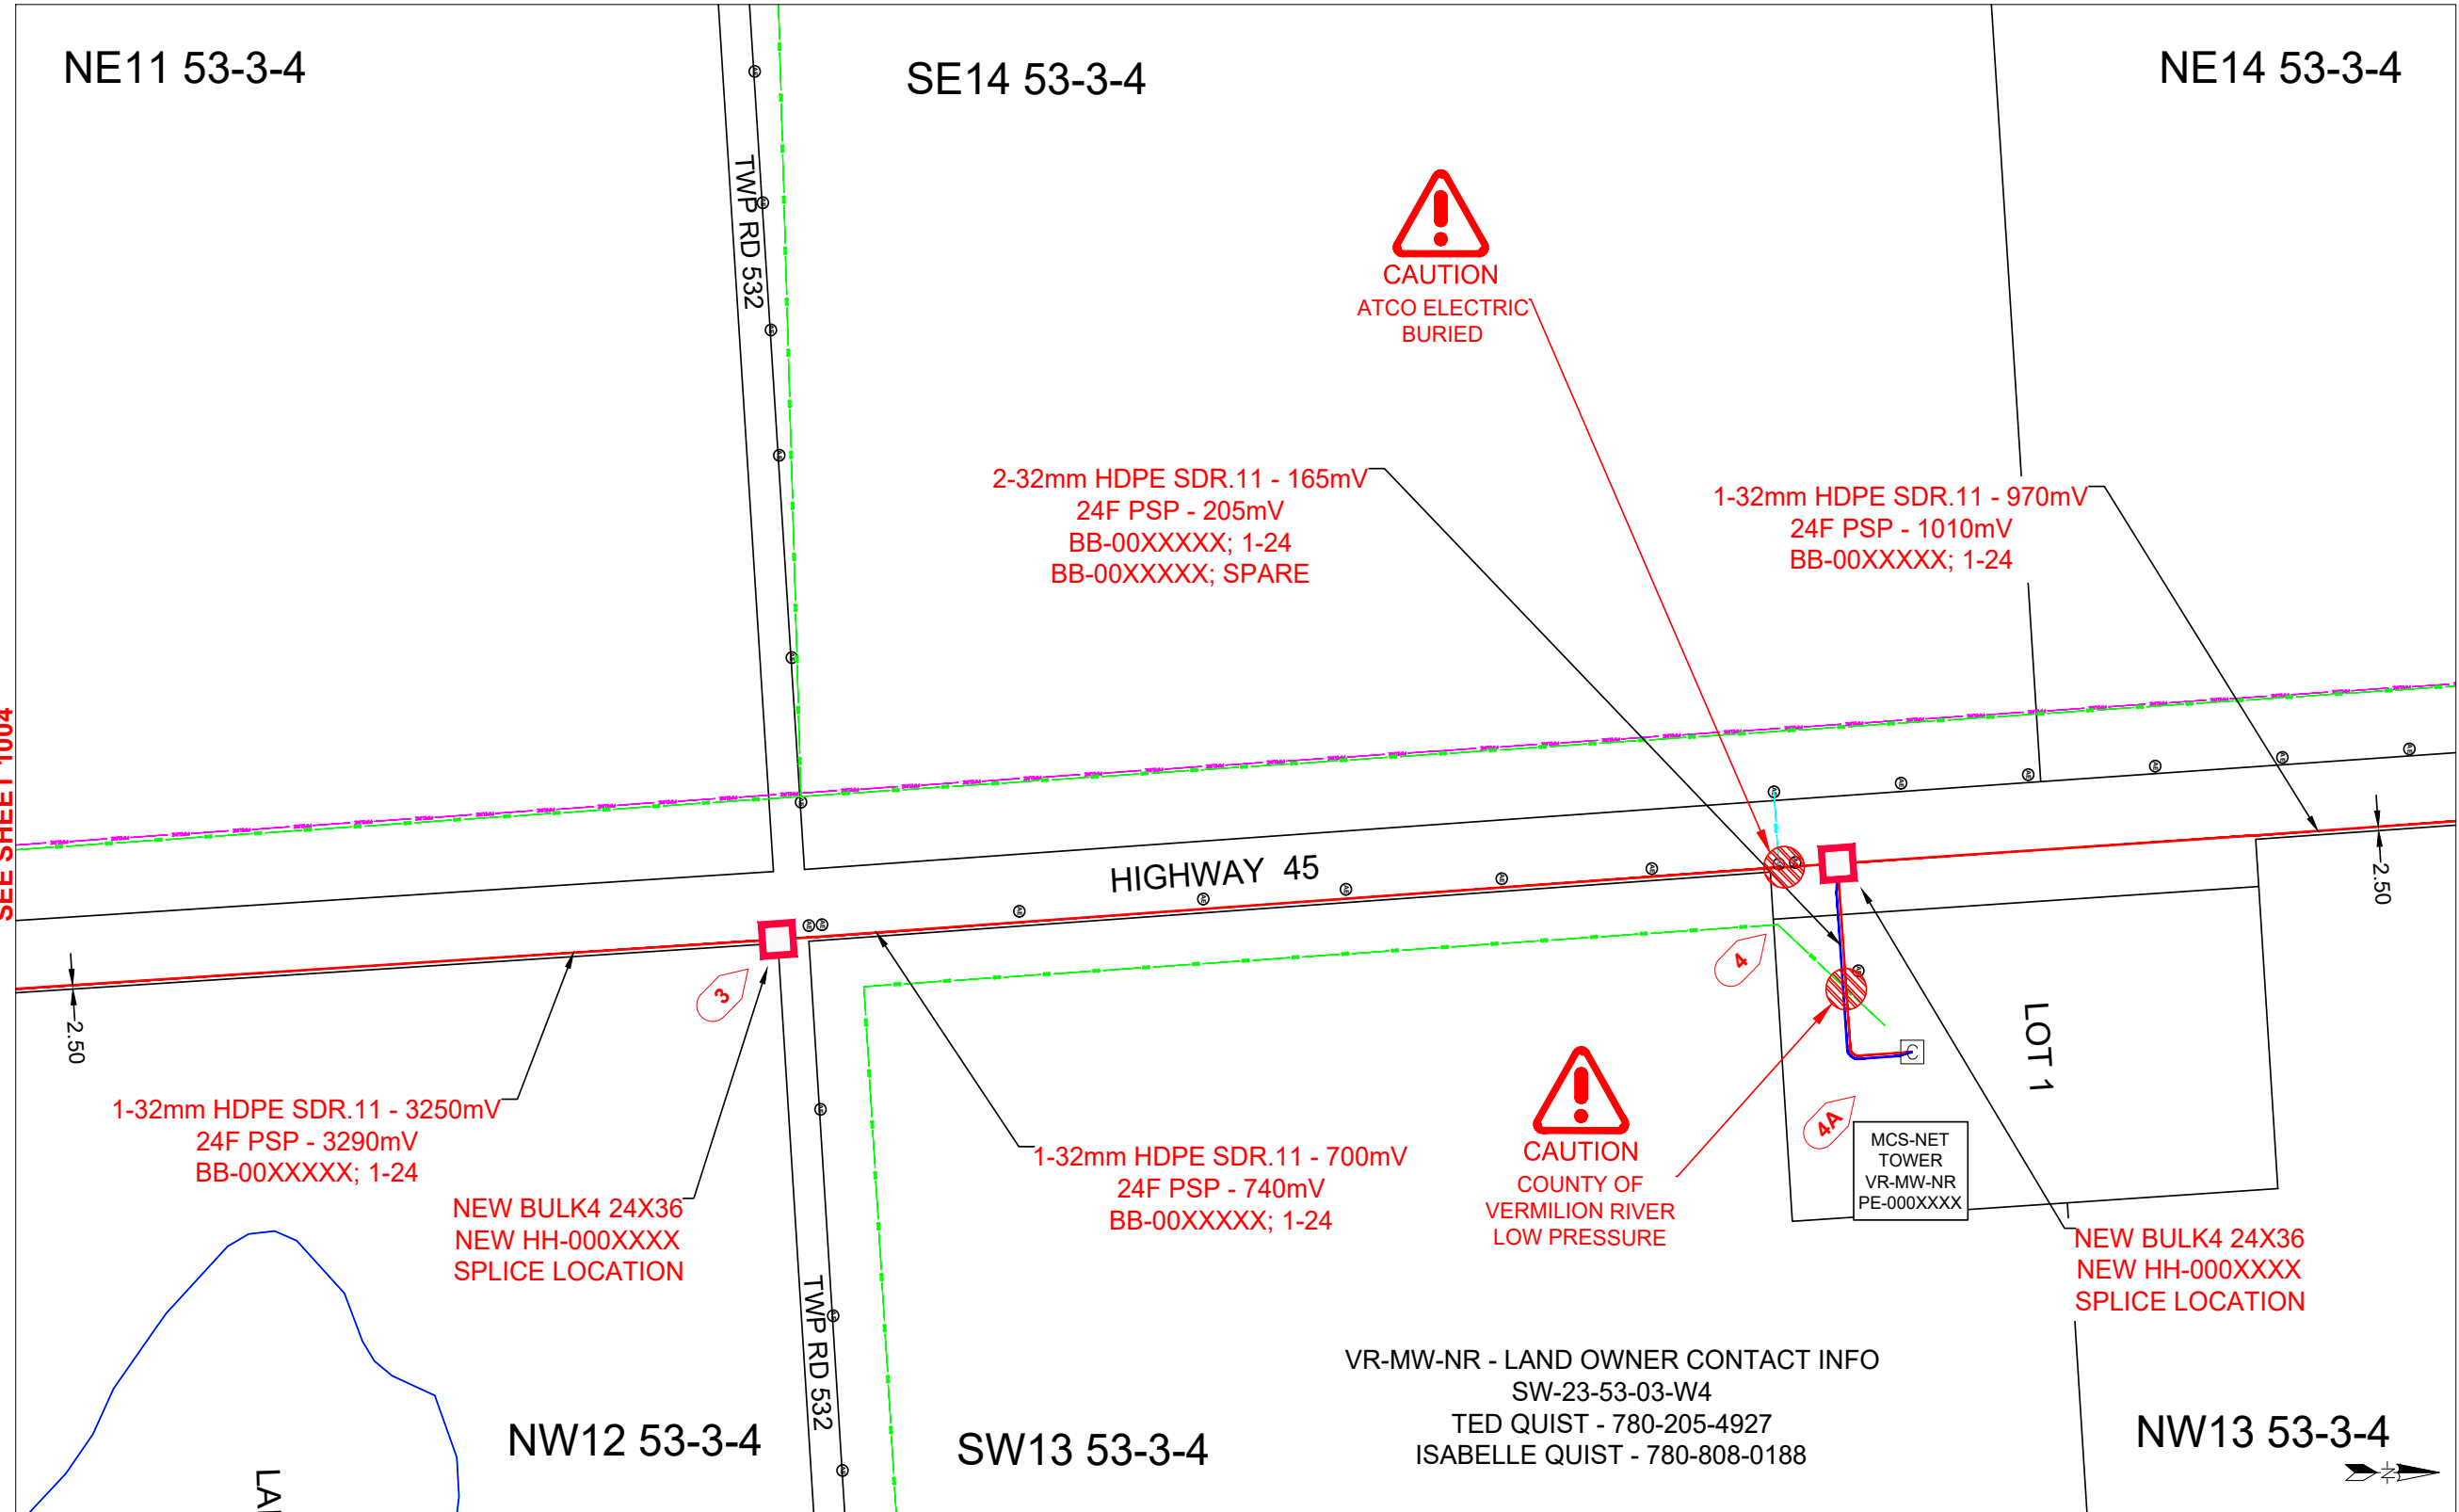 NE11 53-3-4
SE14 53-3-4
NE14 53-3-4
TWP RD 532
CAUTION
ATCO ELECTRIC
BURIED
2-32mm HDPE SDR.11 - 165mV
24F PSP - 205mV
BB-00XXXXX; 1-24
BB-00XXXXX; SPARE
1-32mm HDPE SDR.11 - 970mV
24F PSP - 1010mV
BB-00XXXXX; 1-24
SEE SHEET 1004
HIGHWAY 45
2.50
2.50
3
4
4A
LOT 1
C
1-32mm HDPE SDR.11 - 3250mV
24F PSP - 3290mV
BB-00XXXXX; 1-24
NEW BULK4 24X36
NEW HH-000XXXX
SPLICE LOCATION
1-32mm HDPE SDR.11 - 700mV
24F PSP - 740mV
BB-00XXXXX; 1-24
CAUTION
COUNTY OF
VERMILION RIVER
LOW PRESSURE
MCS-NET
TOWER
VR-MW-NR
PE-000XXXX
NEW BULK4 24X36
NEW HH-000XXXX
SPLICE LOCATION
TWP RD 532
VR-MW-NR - LAND OWNER CONTACT INFO
SW-23-53-03-W4
TED QUIST - 780-205-4927
ISABELLE QUIST - 780-808-0188
NW12 53-3-4
SW13 53-3-4
NW13 53-3-4
N